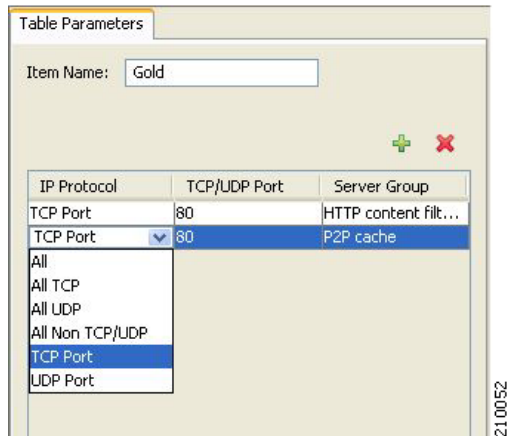 Table Parameters
Item Name: Gold
IP Protocol TCP/UDP Port Server Group
TCP Port 80 HTTP content filt...
TCP Port 80 P2P cache
All
All TCP
All UDP
All Non TCP/UDP
TCP Port
UDP Port
210052